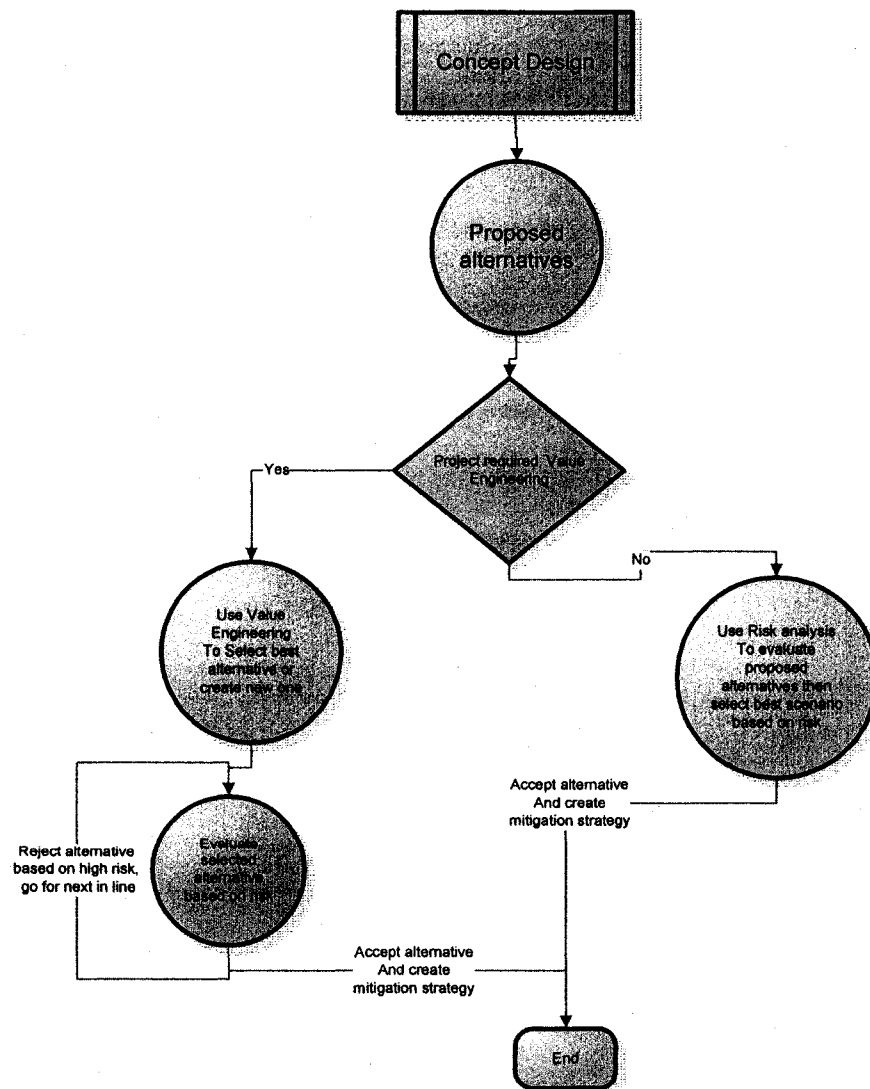 Concept Design
Proposed
alternatives
Project required Value
Engineering
Yes
No
Use Value
Engineering
To Select best
alternative or
create new one
Use Risk analysis
To evaluate
proposed
alternatives then
select best scenario
based on risk
Accept alternative
And create
mitigation strategy
Reject alternative
based on high risk,
go for next in line
Evaluate
selected
alternative
based on risk
Accept alternative
And create
mitigation strategy
End